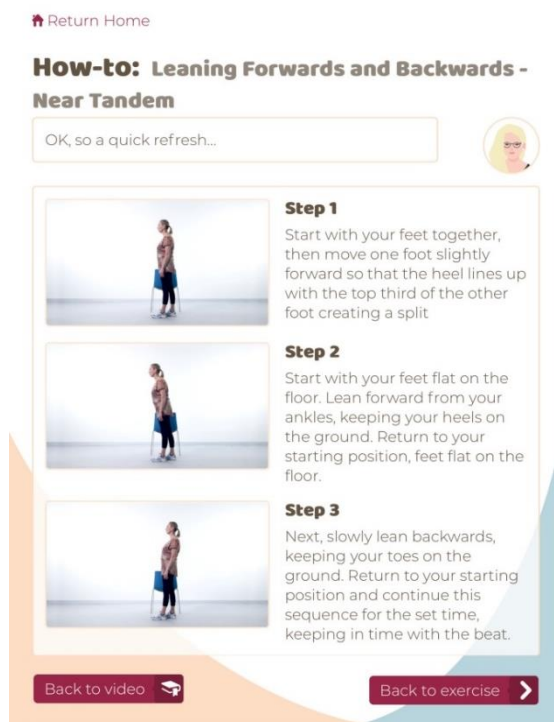 Return Home
How-to: Leaning Forwards and Backwards -
Near Tandem
OK, so a quick refresh...
Step 1
Start with your feet together,
then move one foot slightly
forward so that the heel lines up
with the top third of the other
foot creating a split
Step 2
Start with your feet flat on the
floor. Lean forward from your
ankles, keeping your heels on
the ground. Return to your
starting position, feet flat on the
floor.
Step 3
Next, slowly lean backwards,
keeping your toes on the
ground. Return to your starting
position and continue this
sequence for the set time,
keeping in time with the beat.
Back to video
Back to exercise